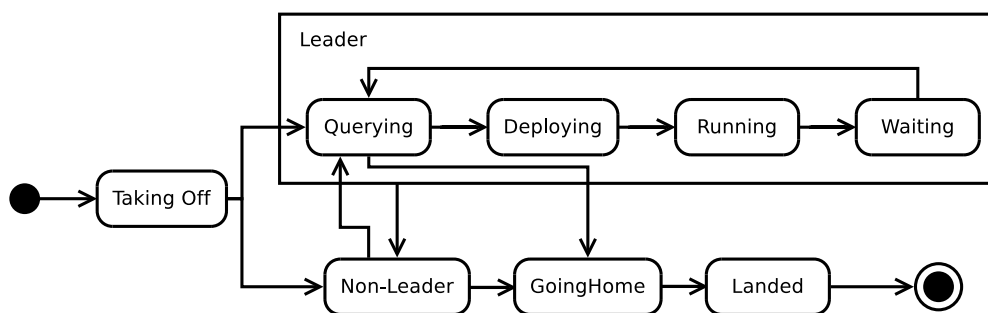 Leader
Querying
Deploying
Running
Waiting
Taking Off
Non-Leader
GoingHome
Landed